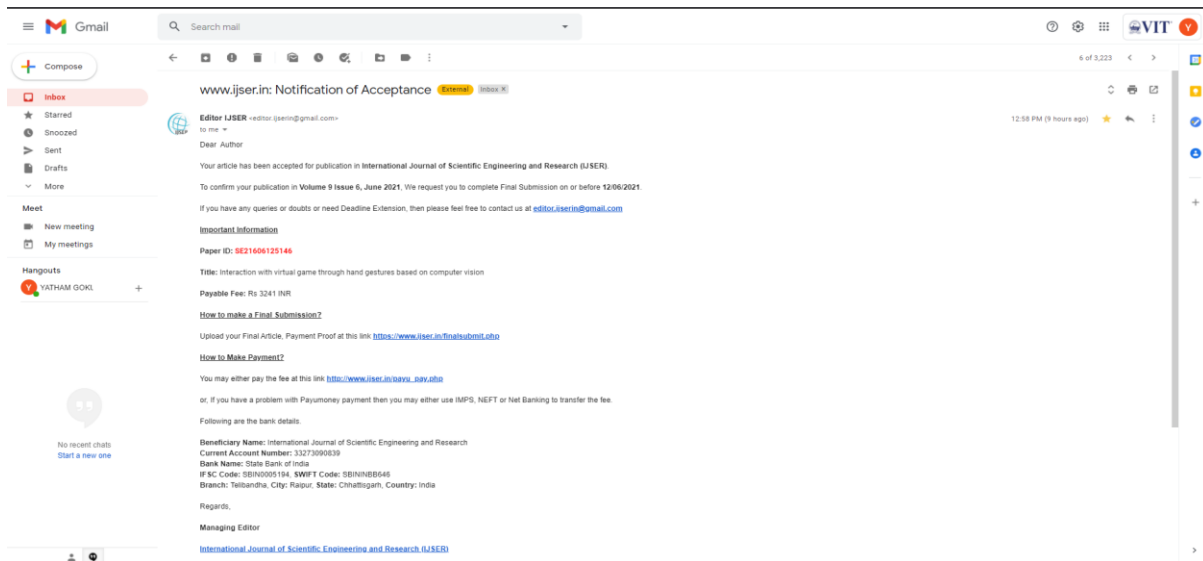 Gmail
Search mail
VIT
Y
Compose
6 of 3,223
Inbox
Starred
Snoozed
Sent
Drafts
More
Meet
New meeting
My meetings
Hangouts
Y YATHAM GOKL
No recent chats
Start a new one
www.ijser.in: Notification of Acceptance External Inbox x
Editor IJSER <editor.ijserin@gmail.com> 12:58 PM (9 hours ago)
to me
Dear Author
Your article has been accepted for publication in International Journal of Scientific Engineering and Research (IJSER).
To confirm your publication in Volume 9 Issue 6, June 2021, We request you to complete Final Submission on or before 12/06/2021.
If you have any queries or doubts or need Deadline Extension, then please feel free to contact us at editor.ijserin@gmail.com
Important Information
Paper ID: SE21606125146
Title: Interaction with virtual game through hand gestures based on computer vision
Payable Fee: Rs 3241 INR
How to make a Final Submission?
Upload your Final Article, Payment Proof at this link https://www.ijser.in/finalsubmit.php
How to Make Payment?
You may either pay the fee at this link http://www.ijser.in/payu_pay.php
or, If you have a problem with Payumoney payment then you may either use IMPS, NEFT or Net Banking to transfer the fee.
Following are the bank details.
Beneficiary Name: International Journal of Scientific Engineering and Research
Current Account Number: 33273090839
Bank Name: State Bank of India
IFSC Code: SBIN0005194, SWIFT Code: SBININBB646
Branch: Telibandha, City: Raipur, State: Chhattisgarh, Country: India
Regards,
Managing Editor
International Journal of Scientific Engineering and Research (IJSER)